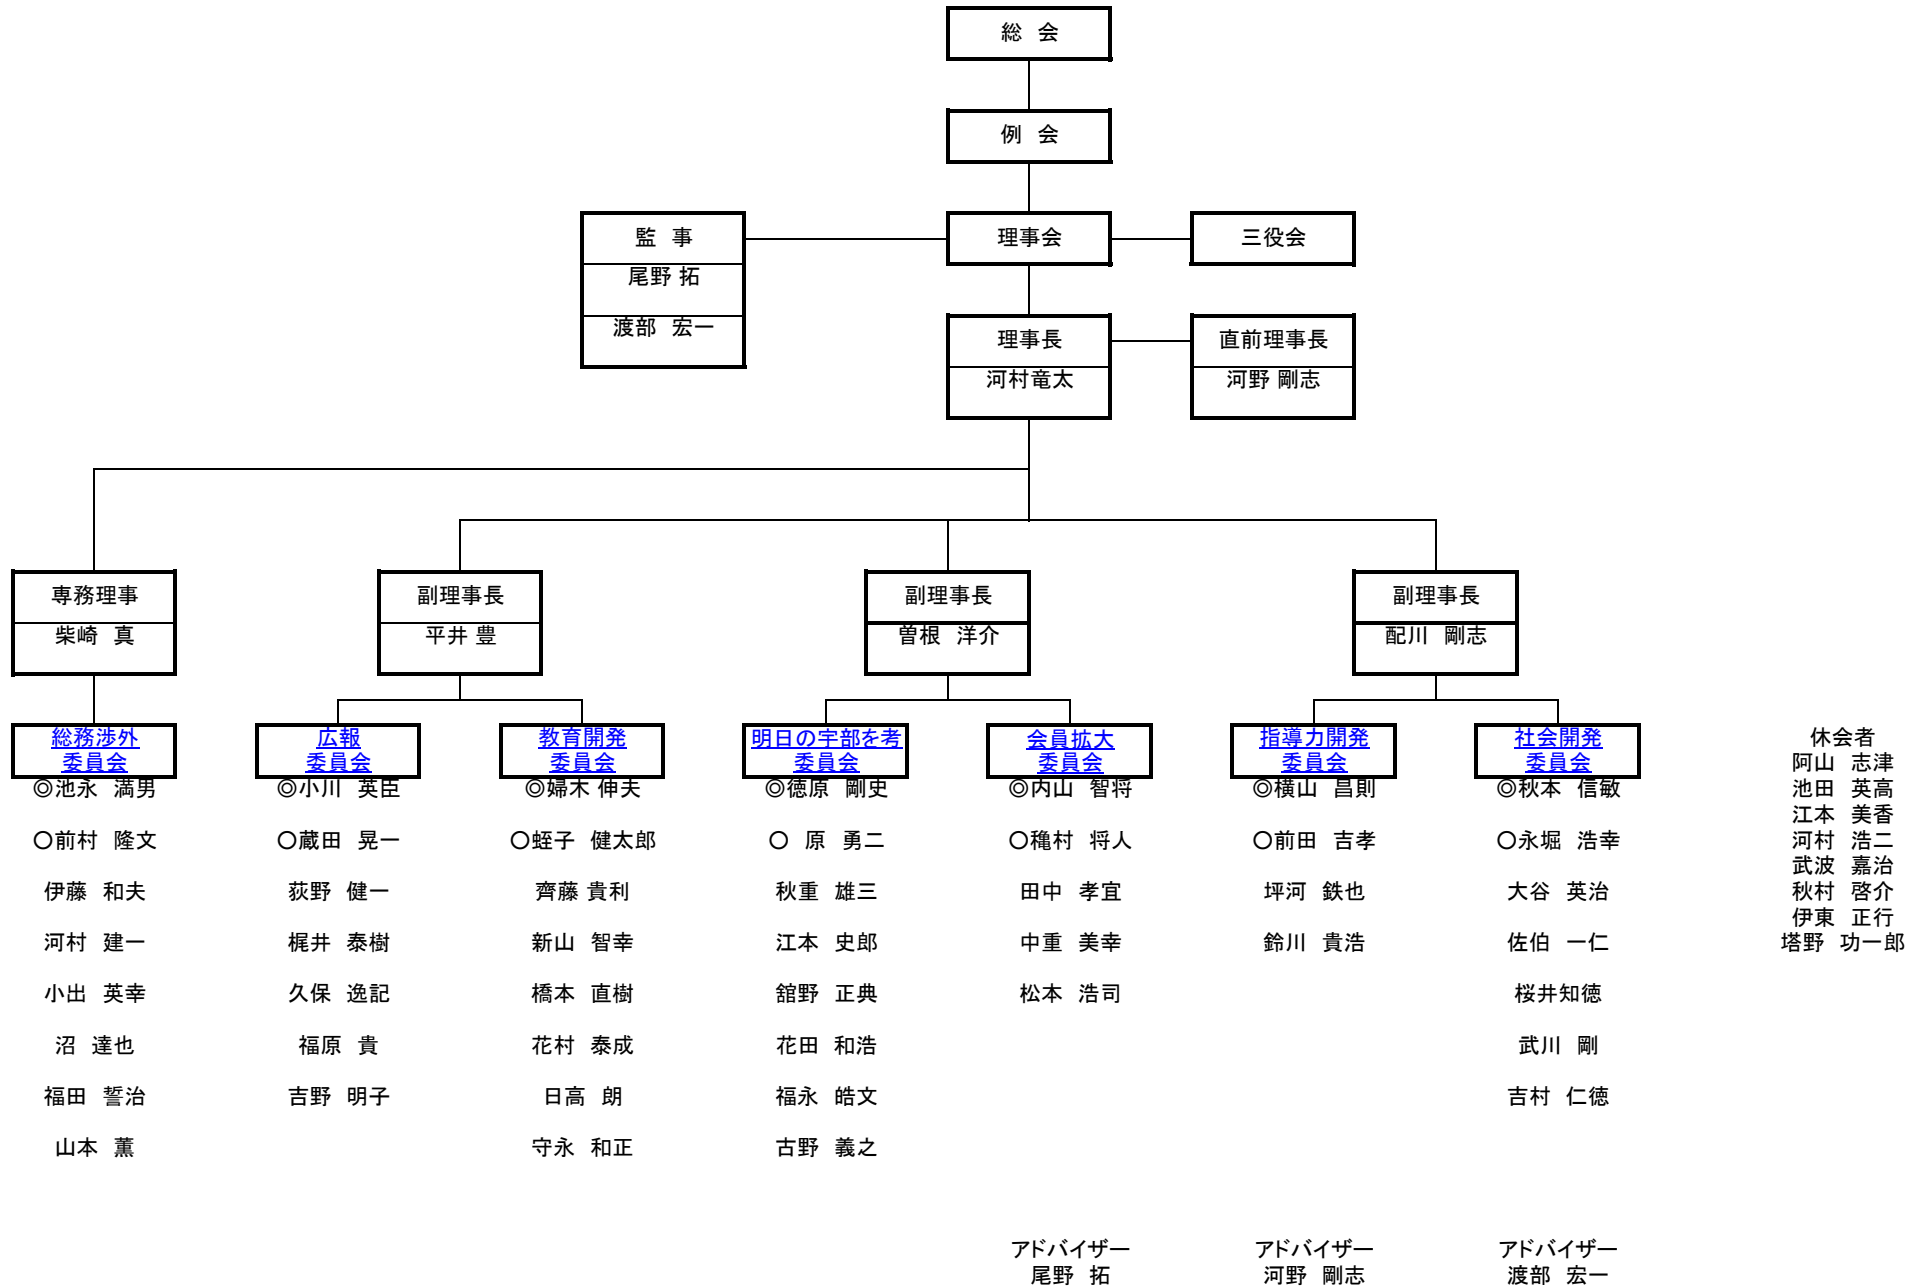 総 会
例 会
監 事
尾野 拓
渡部 宏一
理事会
三役会
理事長
河村竜太
直前理事長
河野 剛志
専務理事
柴崎 真
副理事長
平井 豊
副理事長
曽根 洋介
副理事長
配川 剛志
総務渉外
委員会
◎池永 満男
○前村 隆文
伊藤 和夫
河村 建一
小出 英幸
沼 達也
福田 誓治
山本 薫
広報
委員会
◎小川 英臣
○蔵田 晃一
荻野 健一
梶井 泰樹
久保 逸記
福原 貴
吉野 明子
教育開発
委員会
◎婦木 伸夫
○蛭子 健太郎
齊藤 貴利
新山 智幸
橋本 直樹
花村 泰成
日高 朗
守永 和正
明日の宇部を考
委員会
◎徳原 剛史
○ 原 勇二
秋重 雄三
江本 史郎
舘野 正典
花田 和浩
福永 皓文
古野 義之
会員拡大
委員会
◎内山 智将
○穐村 将人
田中 孝宜
中重 美幸
松本 浩司
アドバイザー
尾野 拓
指導力開発
委員会
◎横山 昌則
○前田 吉孝
坪河 鉄也
鈴川 貴浩
アドバイザー
河野 剛志
社会開発
委員会
◎秋本 信敏
○永堀 浩幸
大谷 英治
佐伯 一仁
桜井知徳
武川 剛
吉村 仁徳
アドバイザー
渡部 宏一
休会者
阿山 志津
池田 英高
江本 美香
河村 浩二
武波 嘉治
秋村 啓介
伊東 正行
塔野 功一郎